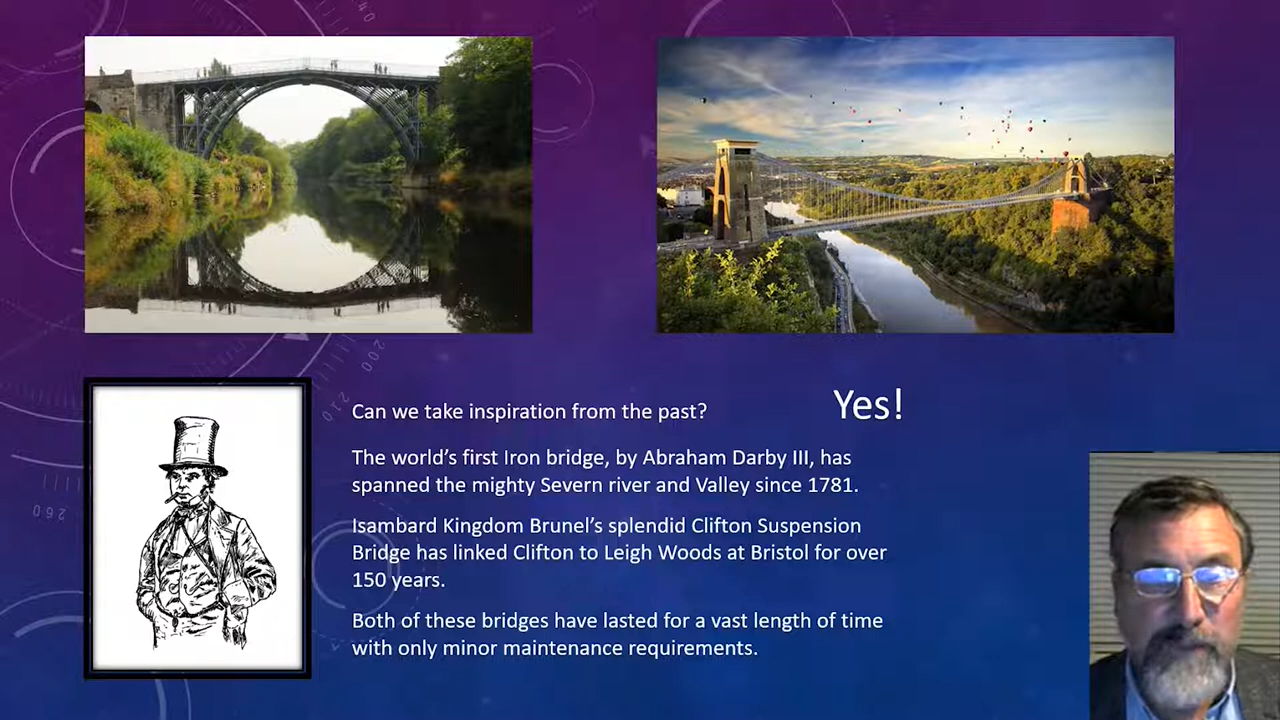 Can we take inspiration from the past?
Yes!
The world's first Iron bridge, by Abraham Darby III, has
spanned the mighty Severn river and Valley since 1781.
Isambard Kingdom Brunel's splendid Clifton Suspension
Bridge has linked Clifton to Leigh Woods at Bristol for over
150 years.
Both of these bridges have lasted for a vast length of time
with only minor maintenance requirements.
200
210
260